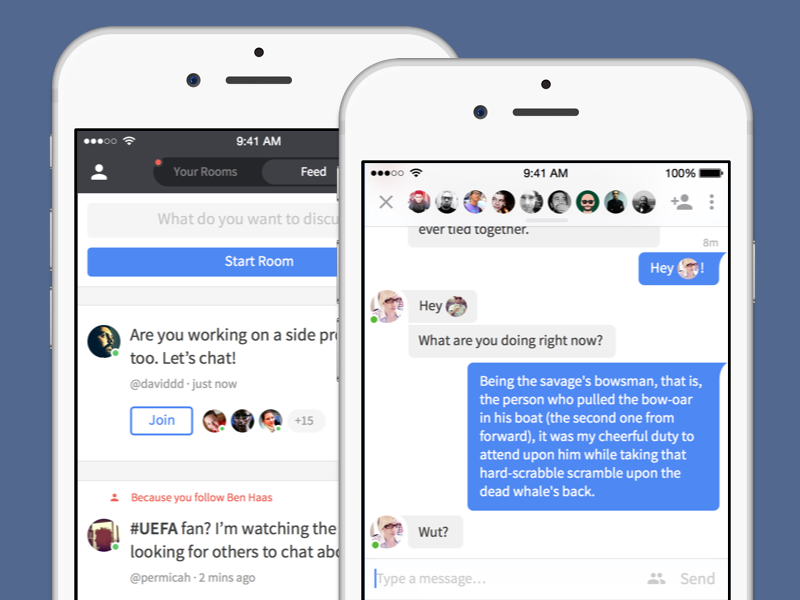 9:41 AM
Your Rooms
Feed
What do you want to
Start Room
Are you working on a side
too. Let's chat!
@daviddd · just now
Join
+15
Because you follow Ben Haas
#UEFA fan? I'm watching the
looking for others to chat
@permicah · 2 mins ago
9:41 AM
100%
ever tied together.
8m
Hey !
Hey
What are you doing right now?
Being the savage's bowsman, that is,
the person who pulled the bow-oar
in his boat (the second one from
forward), it was my cheerful duty to
attend upon him while taking that
hard-scrabble scramble upon the
dead whale's back.
Wut?
Type a message...
Send